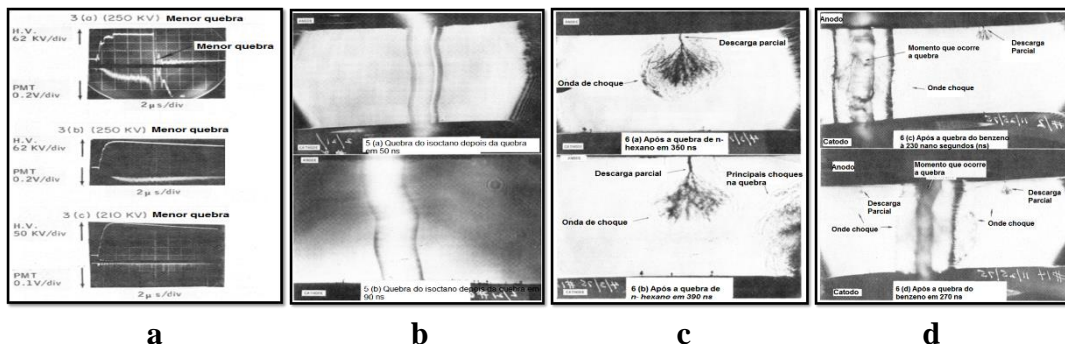 3 (a) (250 KV) Menor quebra
H.V.
62 KV/div
Menor quebra
PMT
0.2V/div
2µs/div
3(b) (250 KV) Menor quebra
H.V.
62 KV/div
PMT
0.2V/div
2µs/div
3(c) (210 KV) Menor quebra
H.V.
50 KV/div
PMT
0.1V/div
2µs/div
a
5 (a) Quebra do isoctano depois da quebra
em 50 ns
5 (b) Quebra do isoctano depois da quebra em
90 ns
b
Descarga parcial
Onda de choque
6 (a) Após a quebra de n-
hexano em 350 ns
Descarga parcial
Principais choques
na quebra
Onda de choque
6 (b) Após a quebra de
n- hexano em 390 ns
c
Anodo
Momento que ocorre
a quebra
Descarga
Parcial
Onde choque
Catodo
6 (c) Após a quebra do benzeno
à 230 nano segundos (ns)
Anodo
Momento que ocorre
a quebra
Descarga
Parcial
Descarga
Parcial
Onde choque
Onde choque
Catodo
6 (d) Após a quebra do
benzeno em 270 ns
d